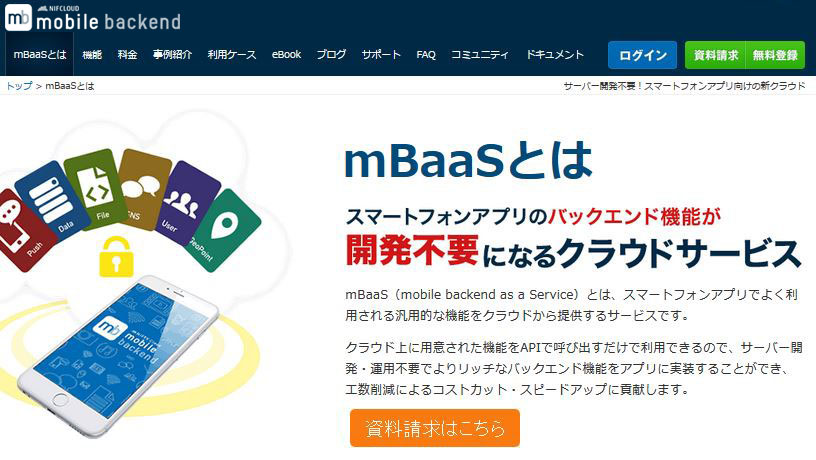 NIFCLOUD
mb mobile backend
mBaaSとは 機能 料金 事例紹介 利用ケース eBook ブログ サポート FAQ コミュニティ ドキュメント ログイン 資料請求 無料登録
トップ > mBaaSとは サーバー開発不要！スマートフォンアプリ向けの新クラウド
mBaaSとは
スマートフォンアプリのバックエンド機能が
開発不要になるクラウドサービス
mBaaS（mobile backend as a Service）とは、スマートフォンアプリでよく利
用される汎用的な機能をクラウドから提供するサービスです。
クラウド上に用意された機能をAPIで呼び出すだけで利用できるので、サーバー開
発・運用不要でよりリッチなバックエンド機能をアプリに実装することができ、
工数削減によるコストカット・スピードアップに貢献します。
資料請求はこちら
Push
Data
File
SNS
User
GeoPoint
mb
mobile
backend